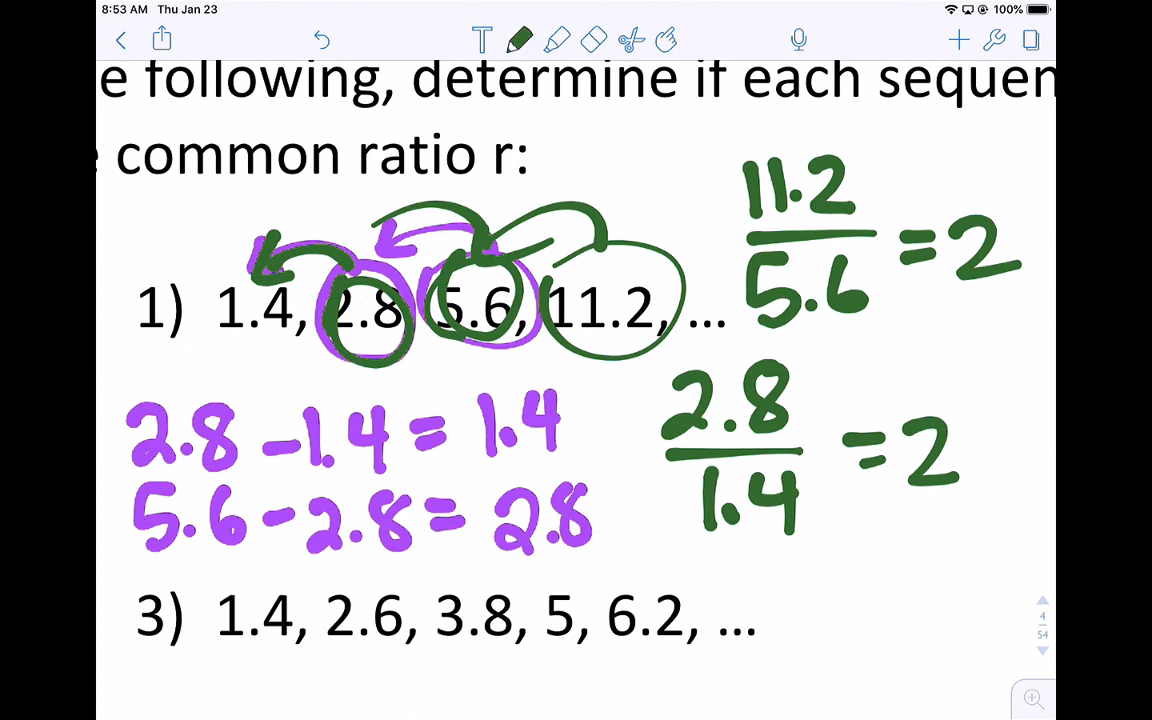 8:53 AM Thu Jan 23
100%
T
e following, determine if each sequen
common ratio r:
11.2
5.6
=2
1) 1.4, 2.8, 5.6, 11.2, ...
2.8 - 1.4 = 1.4
5.6 - 2.8 = 2.8
2.8
1.4
=2
3) 1.4, 2.6, 3.8, 5, 6.2, ...
4
54